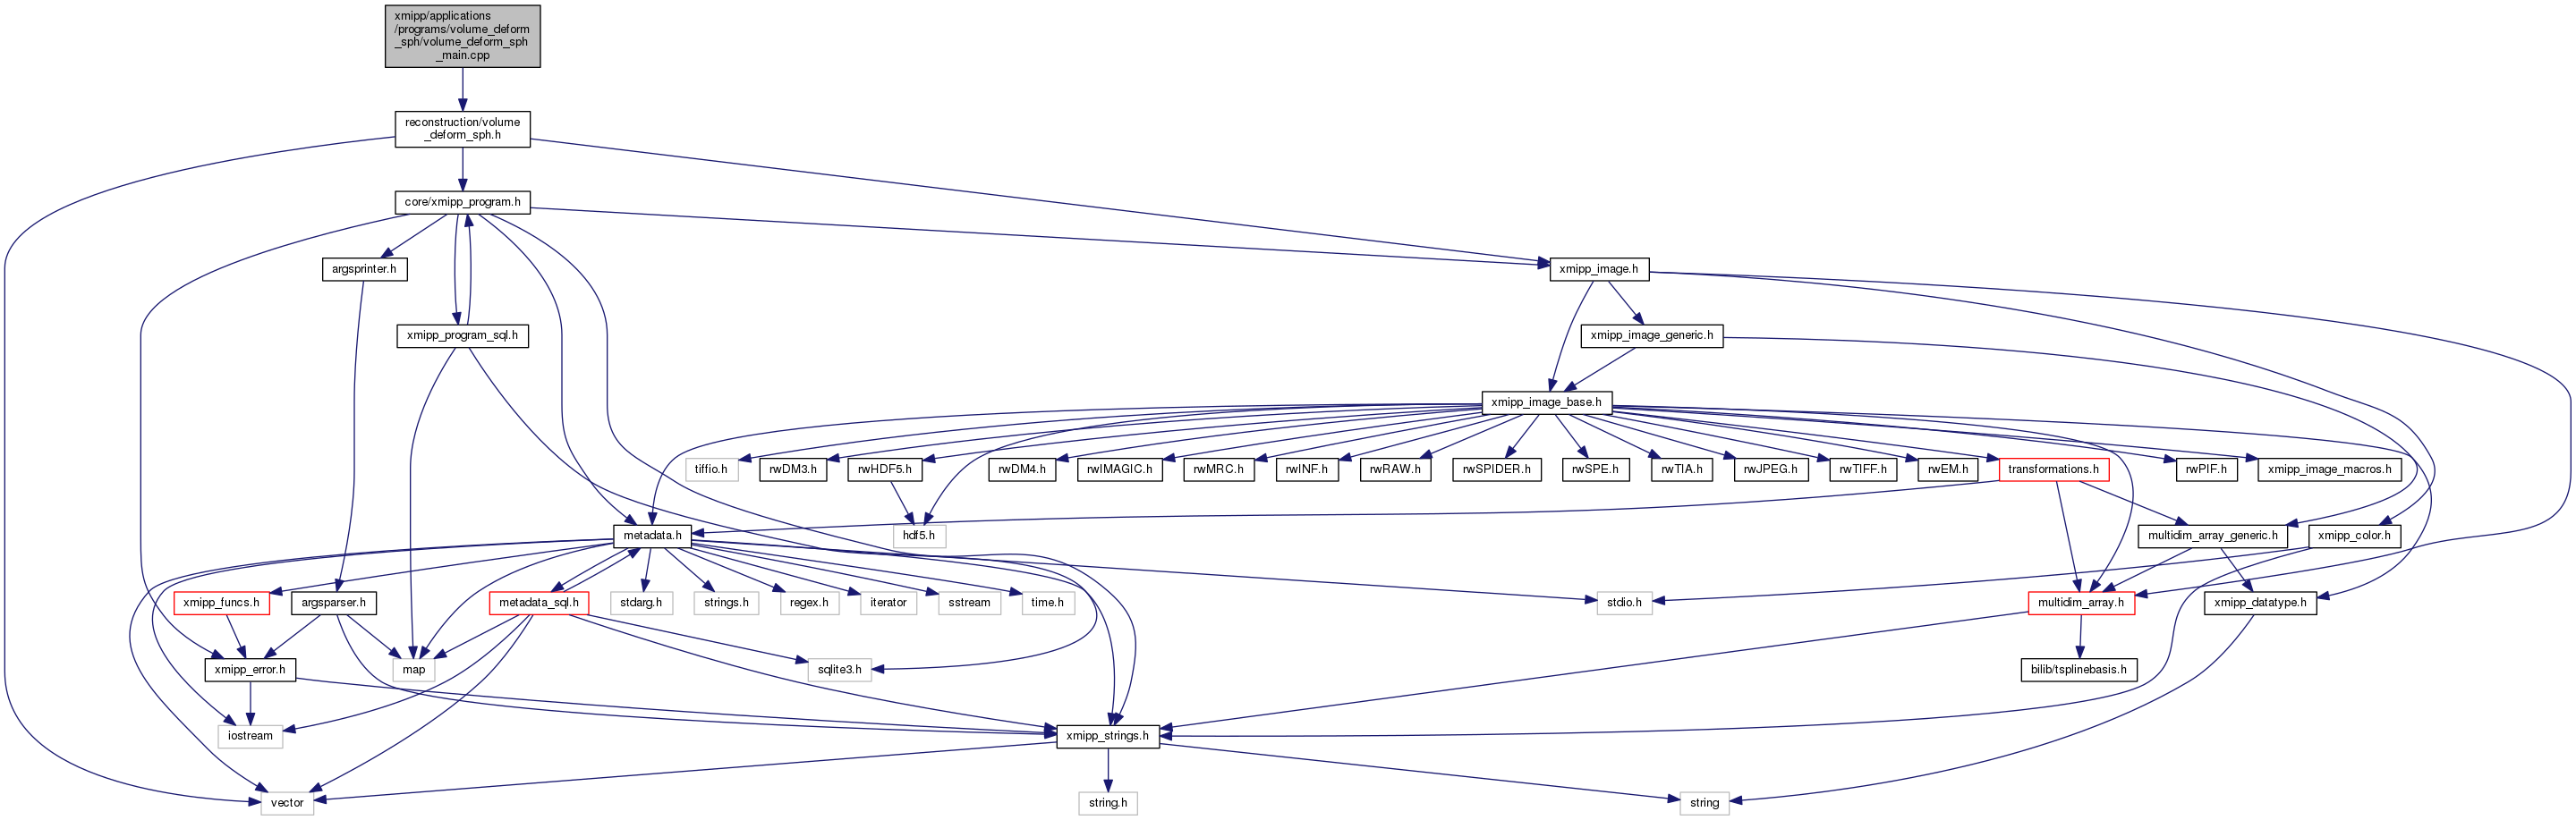 xmipp/applications
/programs/volume_deform
_sph/volume_deform_sph
_main.cpp
reconstruction/volume
_deform_sph.h
core/xmipp_program.h
argsprinter.h
xmipp_image.h
xmipp_program_sql.h
xmipp_image_generic.h
xmipp_image_base.h
tiffio.h
rwDM3.h
rwHDF5.h
rwDM4.h
rwIMAGIC.h
rwMRC.h
rwINF.h
rwRAW.h
rwSPIDER.h
rwSPE.h
rwTIA.h
rwJPEG.h
rwTIFF.h
rwEM.h
transformations.h
rwPIF.h
xmipp_image_macros.h
metadata.h
hdf5.h
multidim_array_generic.h
xmipp_color.h
xmipp_funcs.h
argsparser.h
metadata_sql.h
stdarg.h
strings.h
regex.h
iterator
sstream
time.h
stdio.h
multidim_array.h
xmipp_datatype.h
xmipp_error.h
map
sqlite3.h
bilib/tsplinebasis.h
iostream
xmipp_strings.h
vector
string.h
string